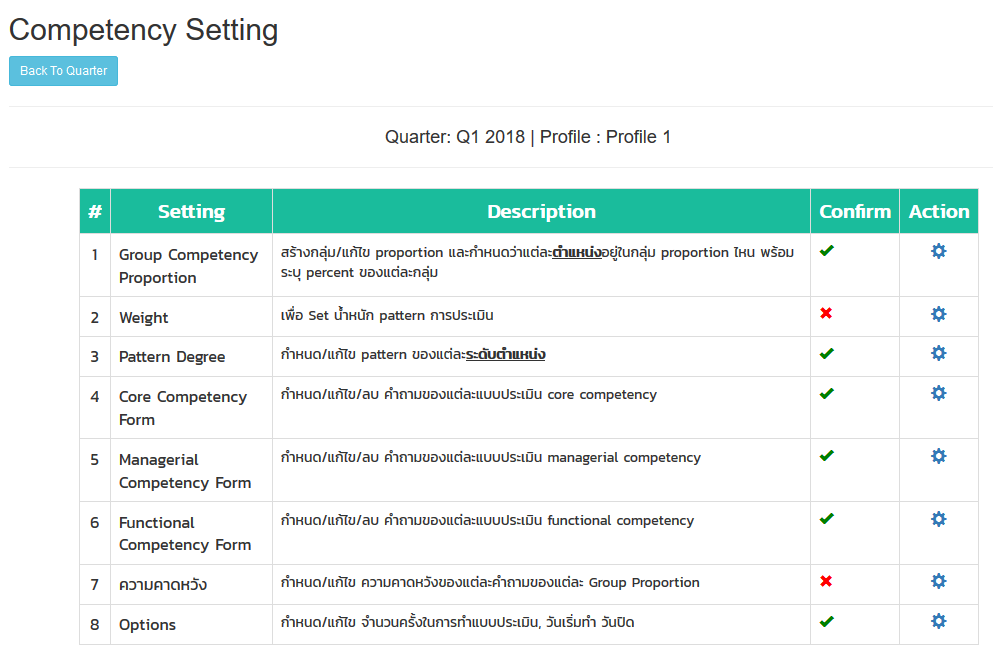 Competency Setting
Back To Quarter
Quarter: Q1 2018 | Profile : Profile 1
# Setting Description Confirm Action
1 Group Competency สร้างกลุ่ม/แก้ไข proportion และกำหนดว่าแต่ละตำแหน่งอยู่ในกลุ่ม proportion ไหน พร้อม
Proportion ระบุ percent ของแต่ละกลุ่ม
2 Weight เพื่อ Set น้ำหนัก pattern การประเมิน
3 Pattern Degree กำหนด/แก้ไข pattern ของแต่ละระดับตำแหน่ง
4 Core Competency กำหนด/แก้ไข/ลบ คำถามของแต่ละแบบประเมิน core competency
Form
5 Managerial กำหนด/แก้ไข/ลบ คำถามของแต่ละแบบประเมิน managerial competency
Competency Form
6 Functional กำหนด/แก้ไข/ลบ คำถามของแต่ละแบบประเมิน functional competency
Competency Form
7 ความคาดหวัง กำหนด/แก้ไข ความคาดหวังของแต่ละคำถามของแต่ละ Group Proportion
8 Options กำหนด/แก้ไข จำนวนครั้งในการทำแบบประเมิน, วันเริ่มทำ วันปิด